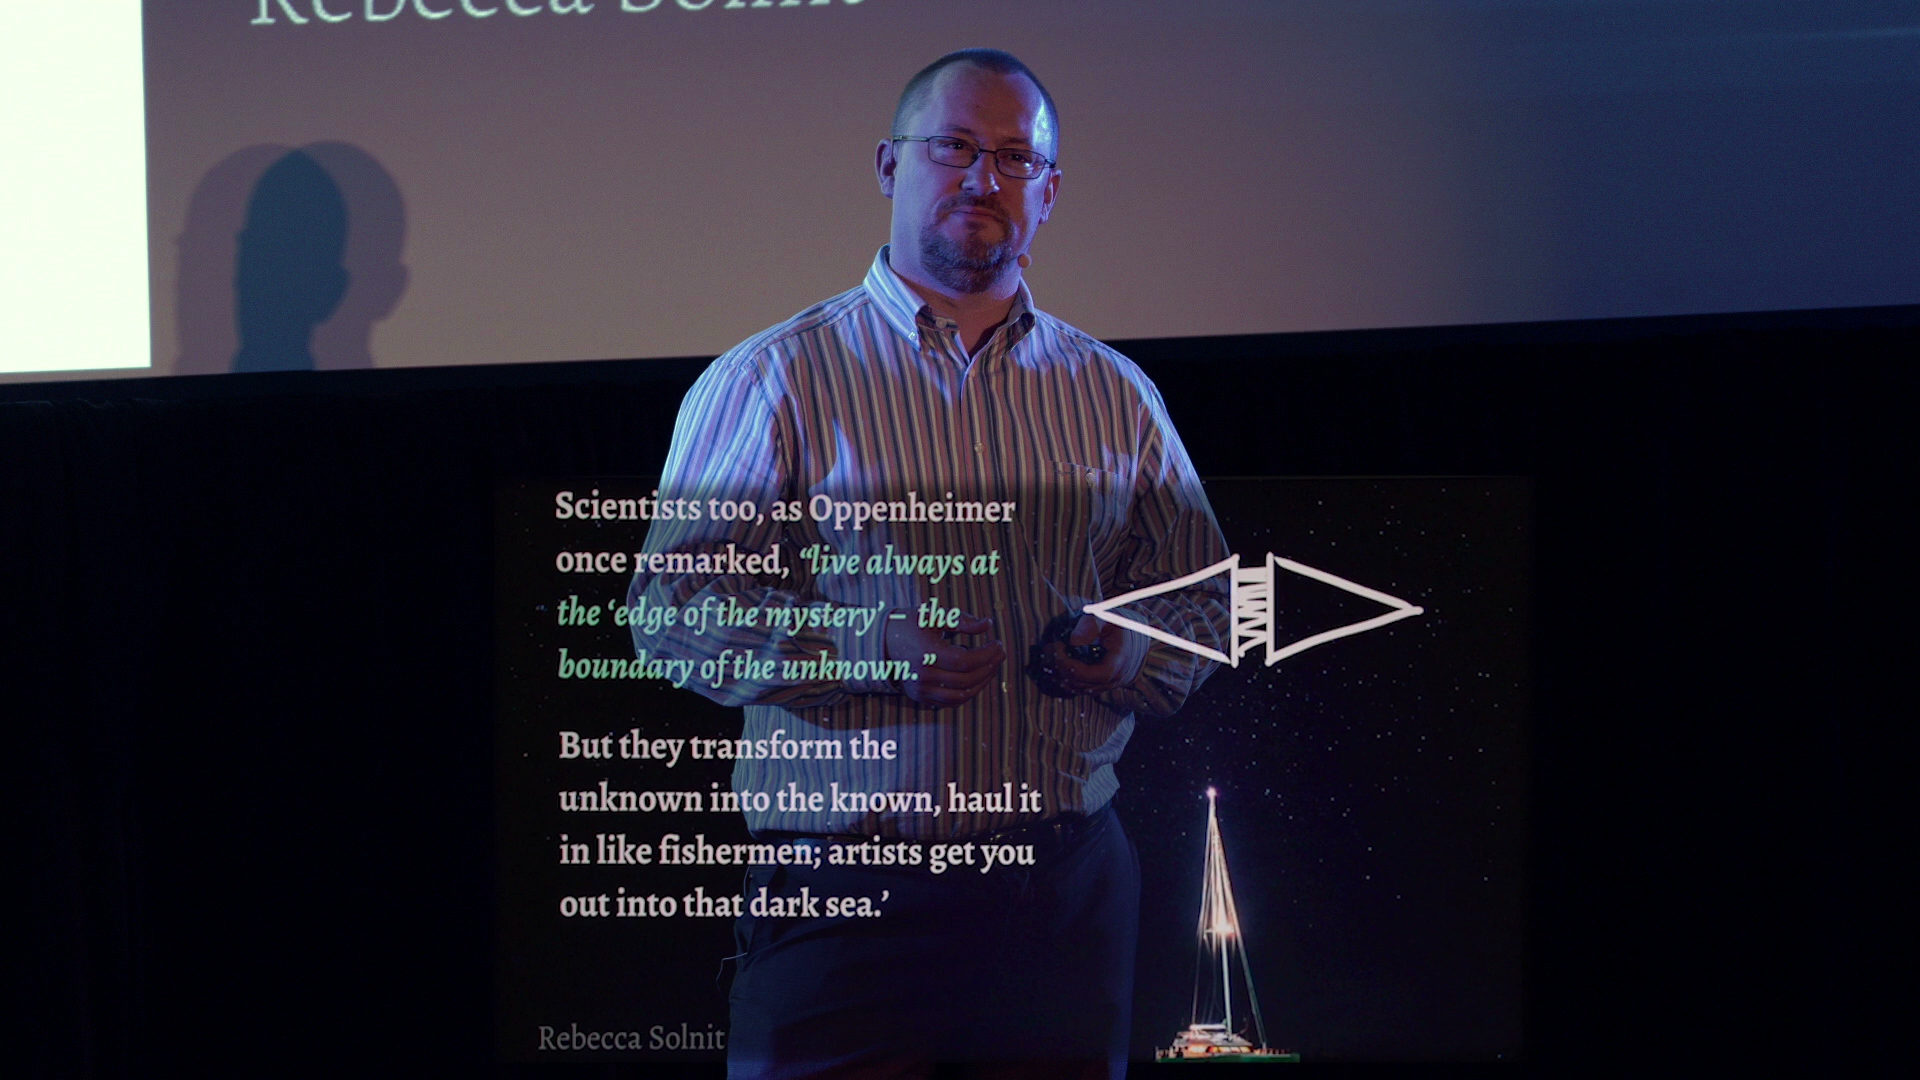 Rebecca Solnit
Scientists too, as Oppenheimer
once remarked, “live always at
the ‘edge of the mystery’ – the
boundary of the unknown.”
But they transform the
unknown into the known, haul it
in like fishermen; artists get you
out into that dark sea.’
Rebecca Solnit